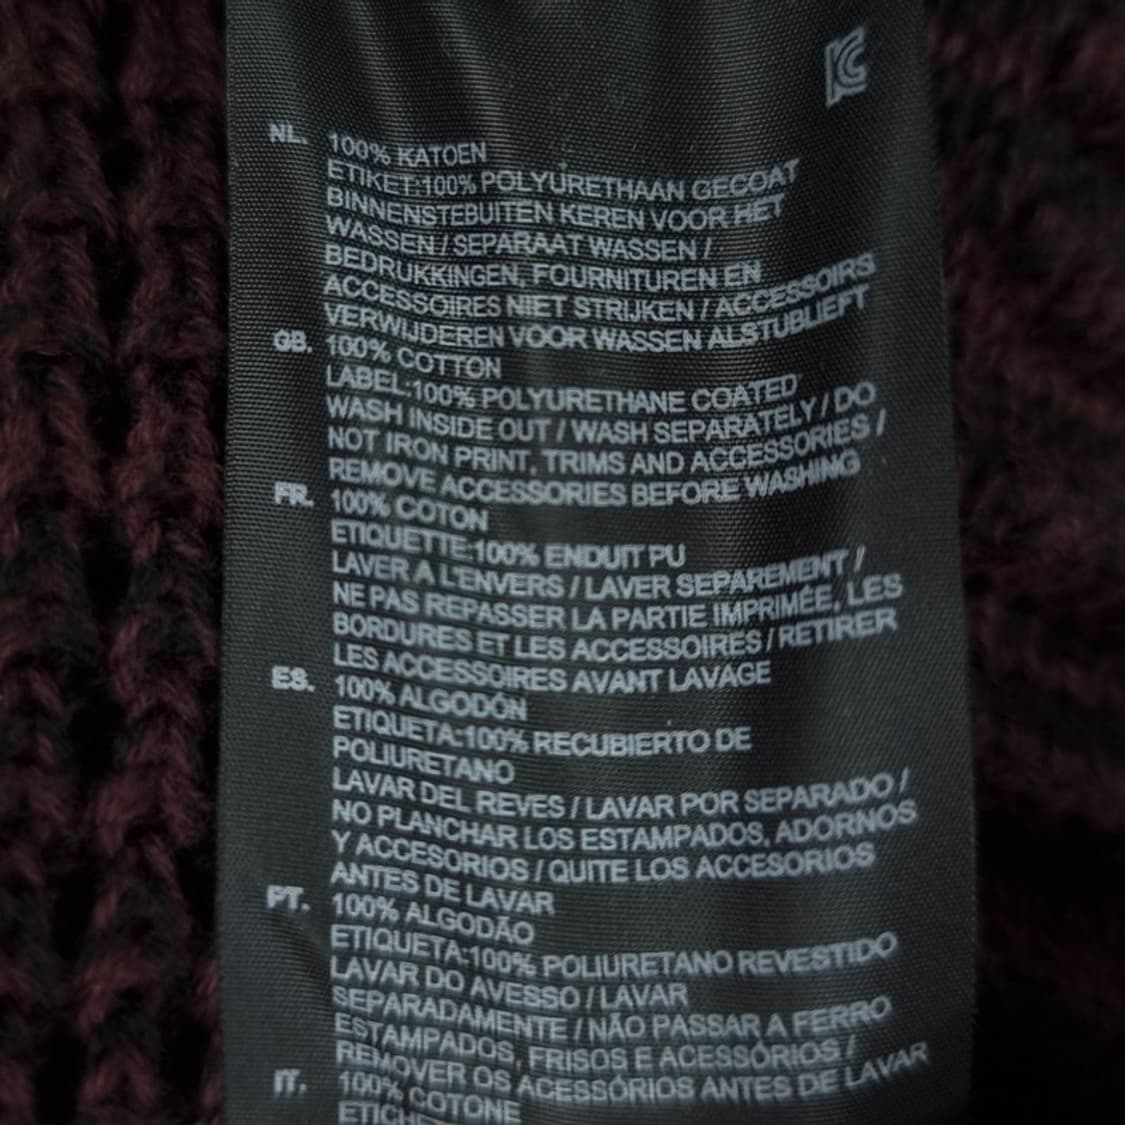 NL. 100% KATOEN
ETIKET:100% POLYURETHAAN GECOAT
BINNENSTEBUITEN KEREN VOOR HET
WASSEN / SEPARAAT WASSEN /
BEDRUKKINGEN, FOURNITUREN EN
ACCESSOIRES NIET STRIJKEN / ACCESSOIRS
VERWIJDEREN VOOR WASSEN ALSTUBLIEFT
GB. 100% COTTON
LABEL:100% POLYURETHANE COATED
WASH INSIDE OUT / WASH SEPARATELY / DO
NOT IRON PRINT, TRIMS AND ACCESSORIES /
REMOVE ACCESSORIES BEFORE WASHING
FR. 100% COTON
ETIQUETTE:100% ENDUIT PU
LAVER A L'ENVERS / LAVER SEPAREMENT /
NE PAS REPASSER LA PARTIE IMPRIMÉE, LES
BORDURES ET LES ACCESSOIRES / RETIRER
LES ACCESSOIRES AVANT LAVAGE
ES. 100% ALGODÓN
ETIQUETA:100% RECUBIERTO DE
POLIURETANO
LAVAR DEL REVES / LAVAR POR SEPARADO /
NO PLANCHAR LOS ESTAMPADOS, ADORNOS
Y ACCESORIOS / QUITE LOS ACCESORIOS
ANTES DE LAVAR
PT. 100% ALGODÃO
ETIQUETA:100% POLIURETANO REVESTIDO
LAVAR DO AVESSO / LAVAR
SEPARADAMENTE / NÃO PASSAR A FERRO
ESTAMPADOS, FRISOS E ACESSÓRIOS /
REMOVER OS ACESSÓRIOS ANTES DE LAVAR
IT. 100% COTONE